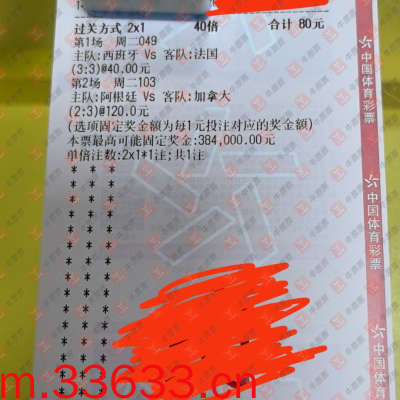 过关方式 2x1 40倍 合计 80元
第1场 周二049
主队:西班牙 Vs 客队:法国
(3:3)@40.00元
第2场 周二103
主队:阿根廷 Vs 客队:加拿大
(2:3)@120.0元
(选项固定奖金额为每1元投注对应的奖金额)
本票最高可能固定奖金:384,000.00元
单倍注数:2x1*1注;共1注
* * *
* * *
* * *
* * *
* * *
* * *
* * *
* * *
* * *
* * *
* * *
* * *
中国体育彩票
中国体育彩票
中国体育彩票
m.33633.cn